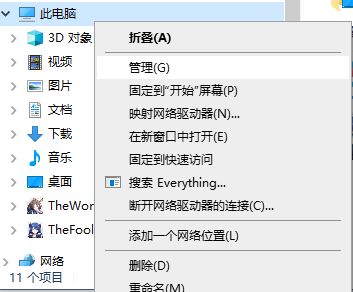 此电脑
3D 对象
视频
图片
文档
下载
音乐
桌面
TheWor
TheFool
网络
11 个项目
折叠(A)
管理(G)
固定到"开始"屏幕(P)
映射网络驱动器(N)...
在新窗口中打开(E)
固定到快速访问
搜索 Everything...
断开网络驱动器的连接(C)...
添加一个网络位置(L)
删除(D)
重命名(M)